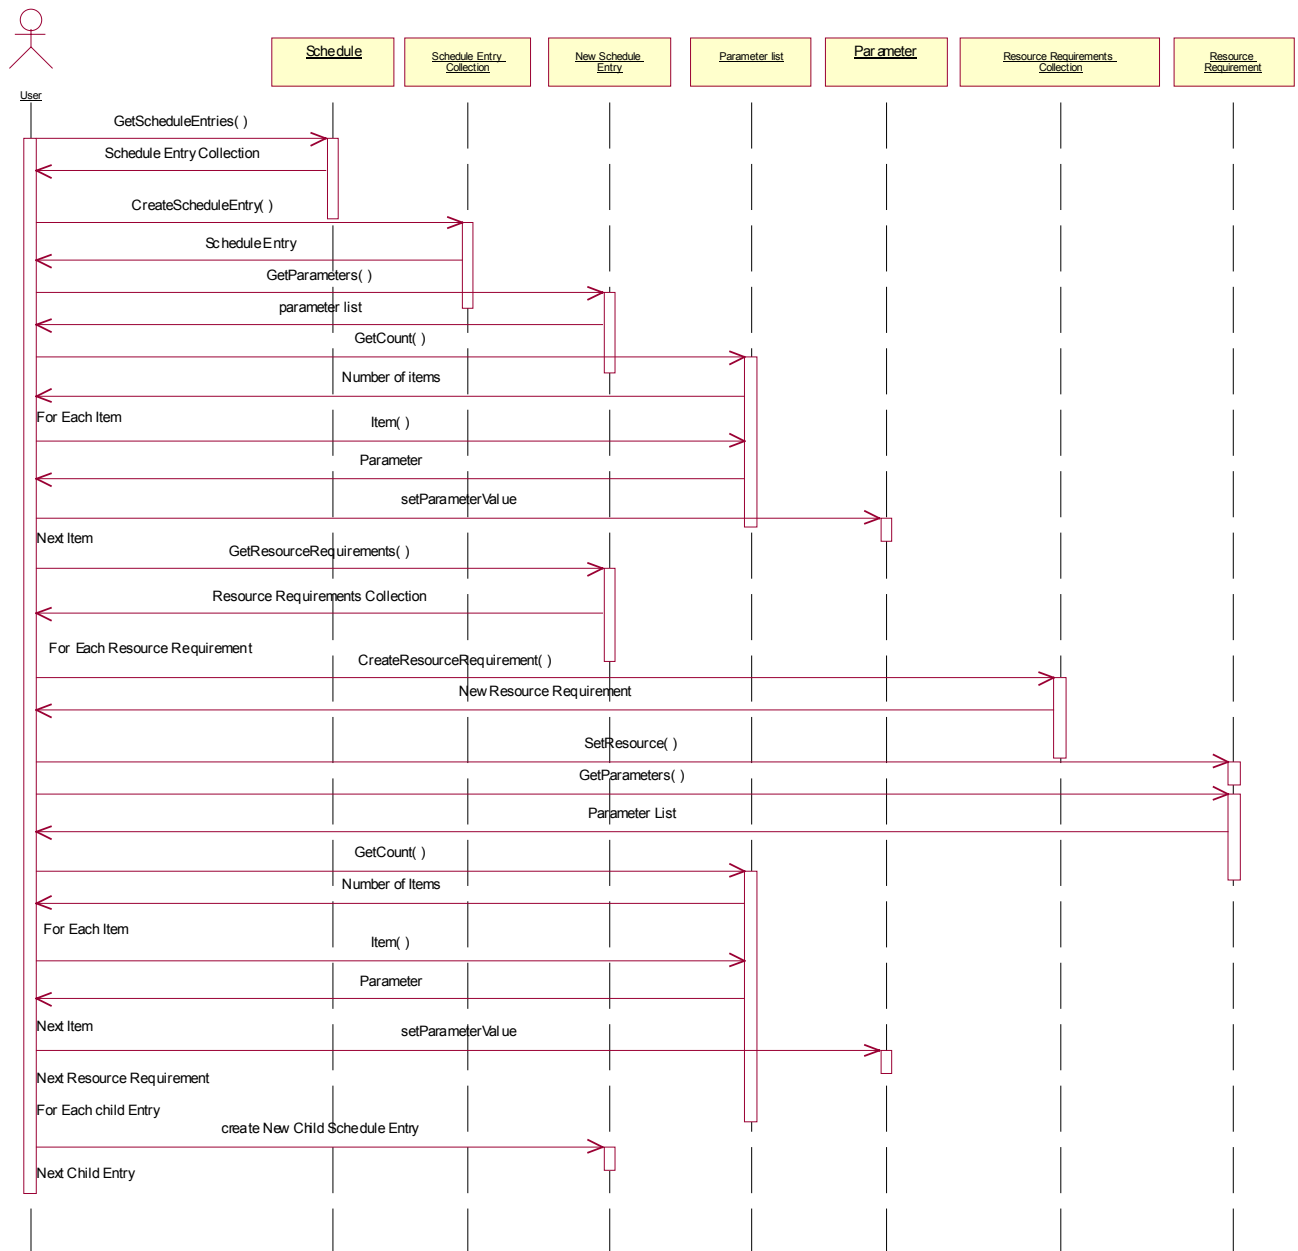 User
Schedule
Schedule Entry
Collection
New Schedule
Entry
Parameter list
Parameter
Resource Requirements
Collection
Resource
Requirement
GetScheduleEntries( )
Schedule Entry Collection
CreateScheduleEntry( )
ScheduleEntry
GetParameters( )
parameter list
GetCount( )
Number of items
For Each Item
Item( )
Parameter
setParameterValue
Next Item
GetResourceRequirements( )
Resource Requirements Collection
For Each Resource Requirement
CreateResourceRequirement( )
New Resource Requirement
SetResource( )
GetParameters( )
Parameter List
GetCount( )
Number of Items
For Each Item
Item( )
Parameter
Next Item
setParameterValue
Next Resource Requirement
For Each child Entry
create New Child Schedule Entry
Next Child Entry